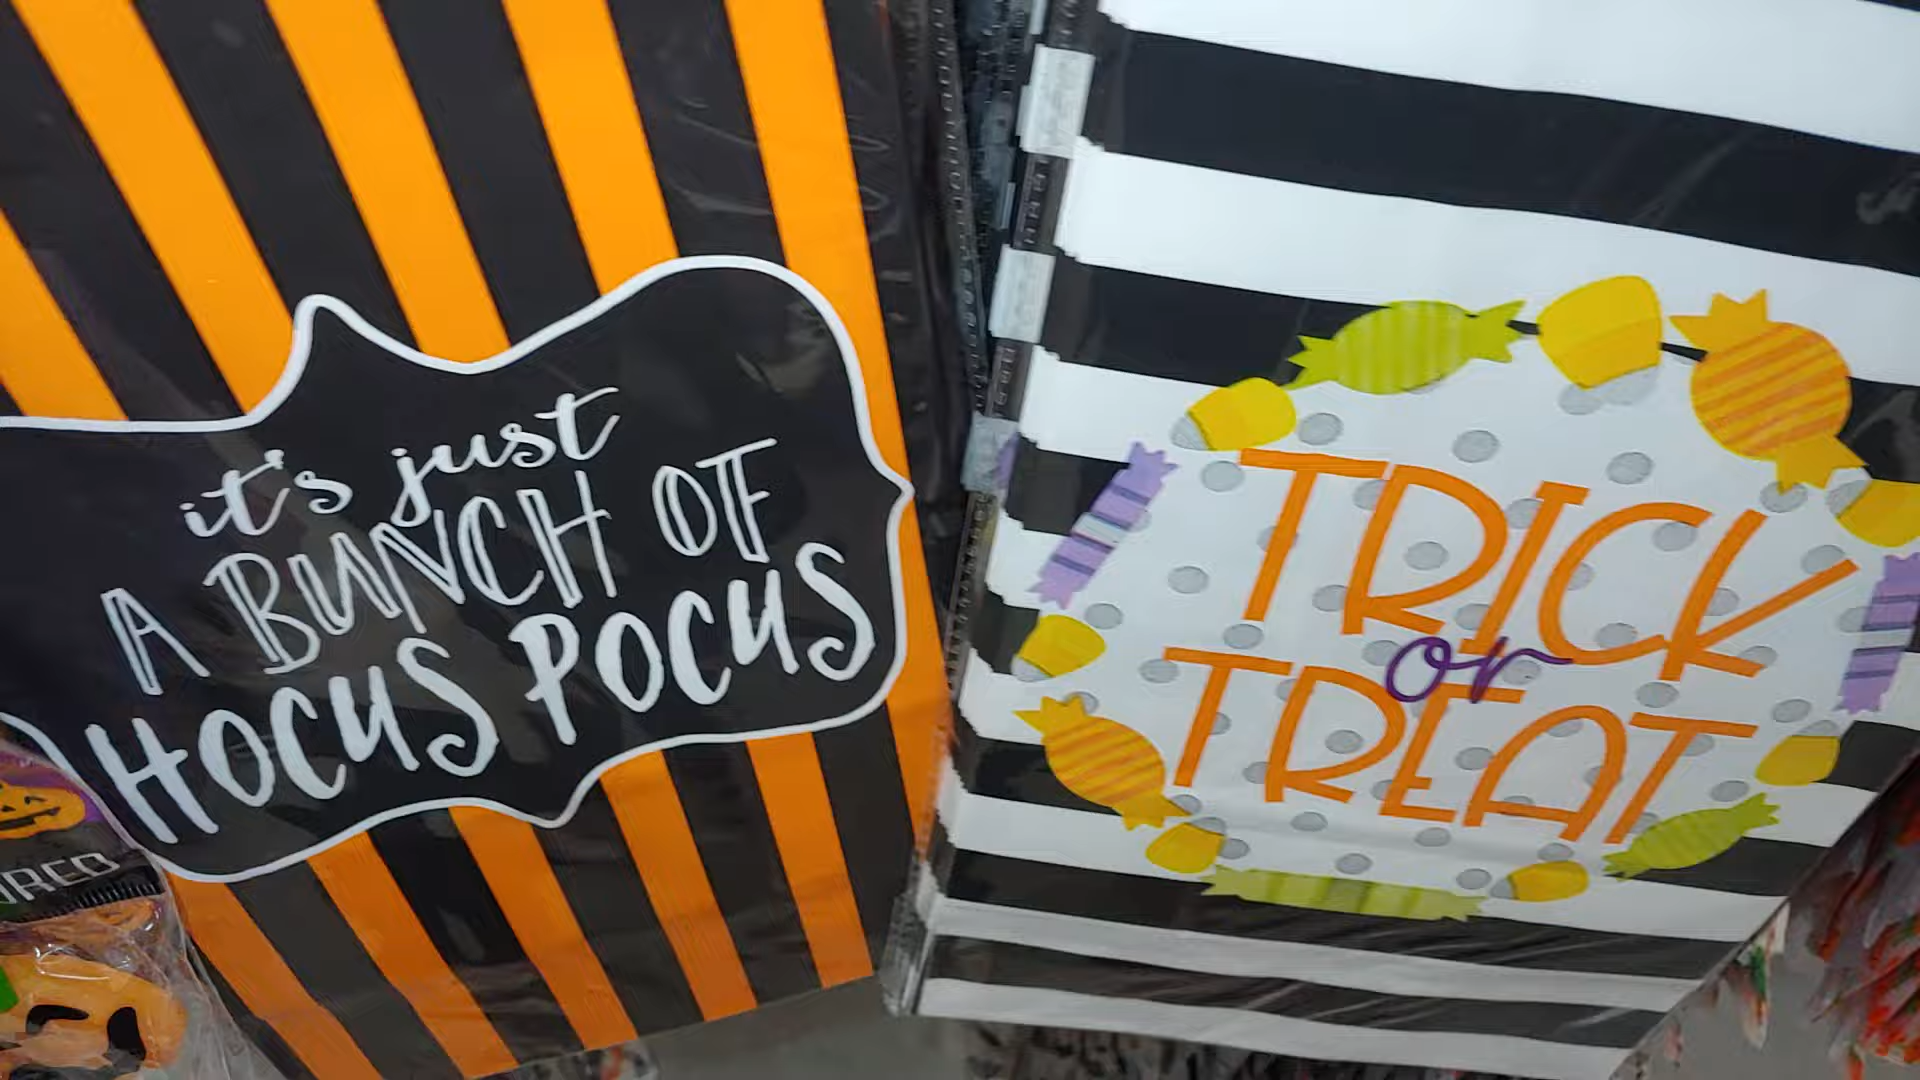 it's just
A BUNCH OF
HOCUS POCUS
TRICK
or
TREAT